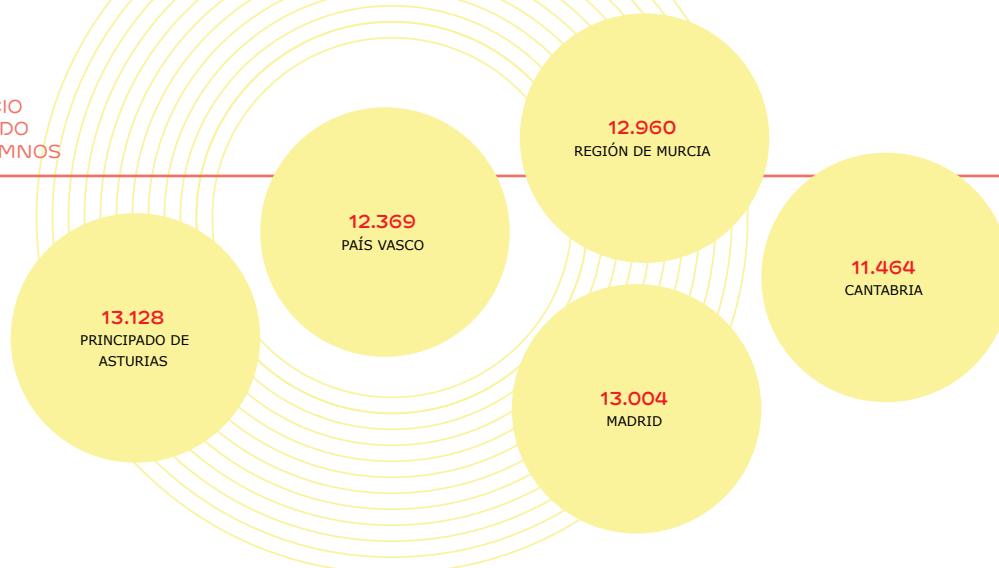 12.960
REGIÓN DE MURCIA
12.369
PAÍS VASCO
11.464
CANTABRIA
13.128
PRINCIPADO DE
ASTURIAS
13.004
MADRID